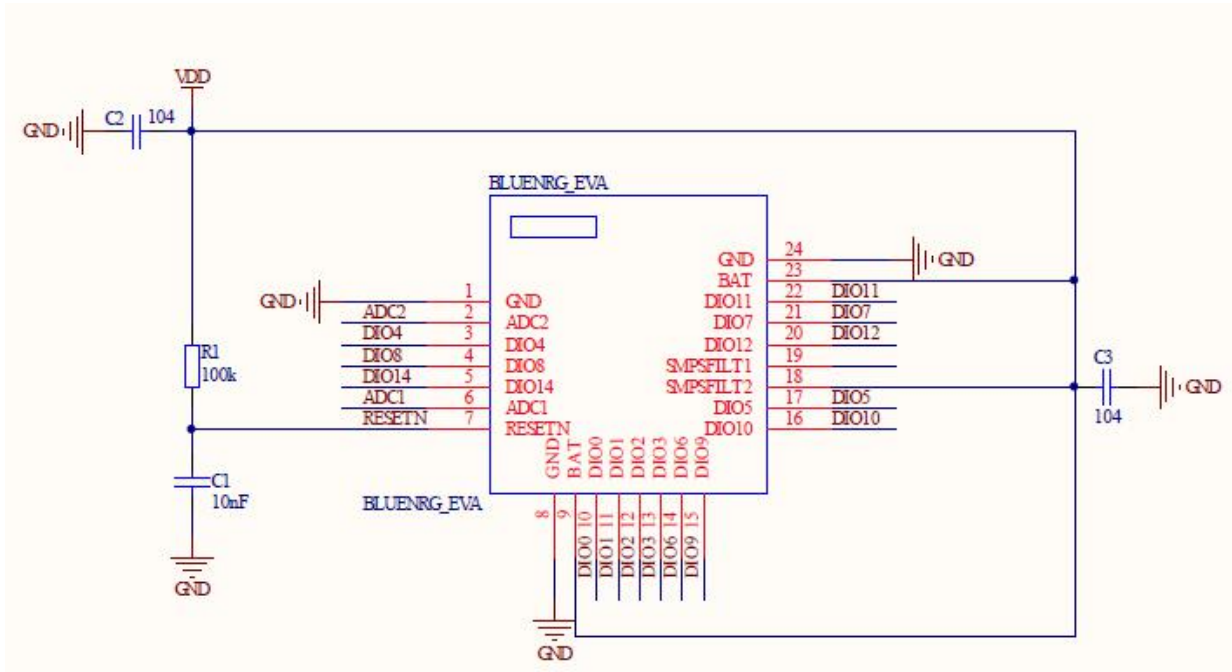 VDD
C2 104
GND
BLUENRG_EVA
24
GND GND
23
BAT
22 DIO11
DIO11
21 DIO7
DIO7
20 DIO12
DIO12
19
SMPSFILT1
18
SMPSFILT2
17 DIO5
DIO5
16 DIO10
DIO10
GND 1 GND
ADC2 2 ADC2
DIO4 3 DIO4
DIO8 4 DIO8
DIO14 5 DIO14
ADC1 6 ADC1
RESETN 7 RESETN
R1
100k
C3
104
GND
GND BAT DIO0 DIO1 DIO2 DIO3 DIO6 DIO9
C1
10nF
BLUENRG_EVA
8 9 10 11 12 13 14 15
DIO0 DIO1 DIO2 DIO3 DIO6 DIO9
GND
GND